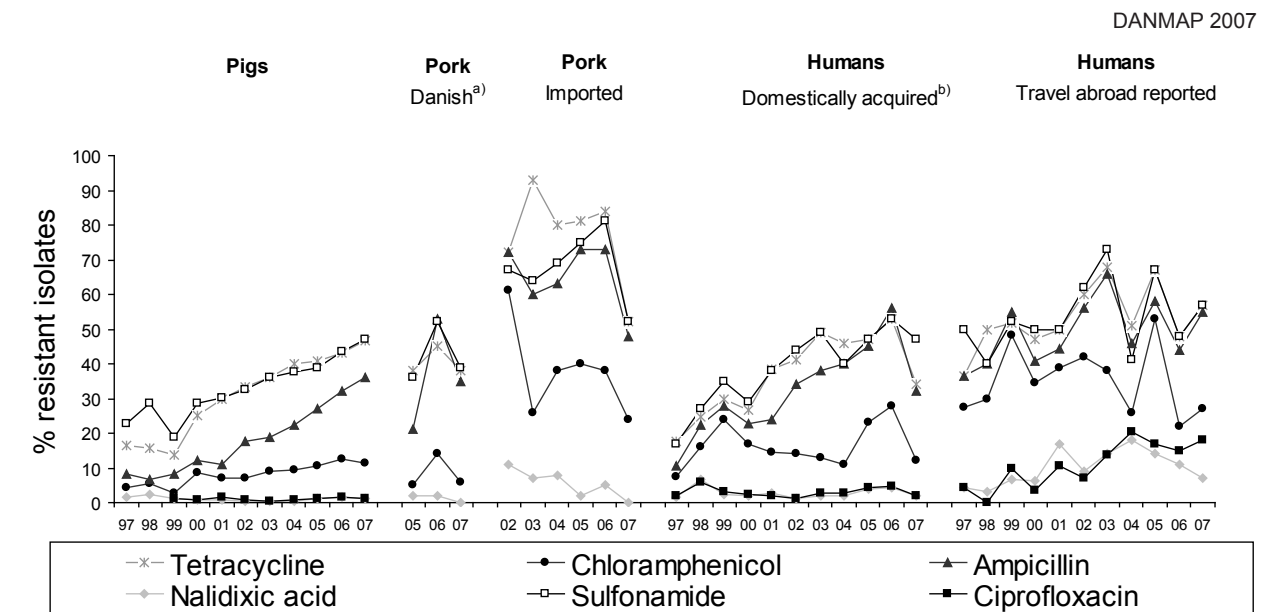 DANMAP 2007
Pigs Pork Pork Humans Humans
Danish a) Imported Domestically acquired b) Travel abroad reported
100
90
80
70
60
50
40
30
20
10
0
% resistant isolates
97 98 99 00 01 02 03 04 05 06 07 05 06 07 02 03 04 05 06 07 97 98 99 00 01 02 03 04 05 06 07 97 98 99 00 01 02 03 04 05 06 07
Tetracycline Chloramphenicol Ampicillin
Nalidixic acid Sulfonamide Ciprofloxacin